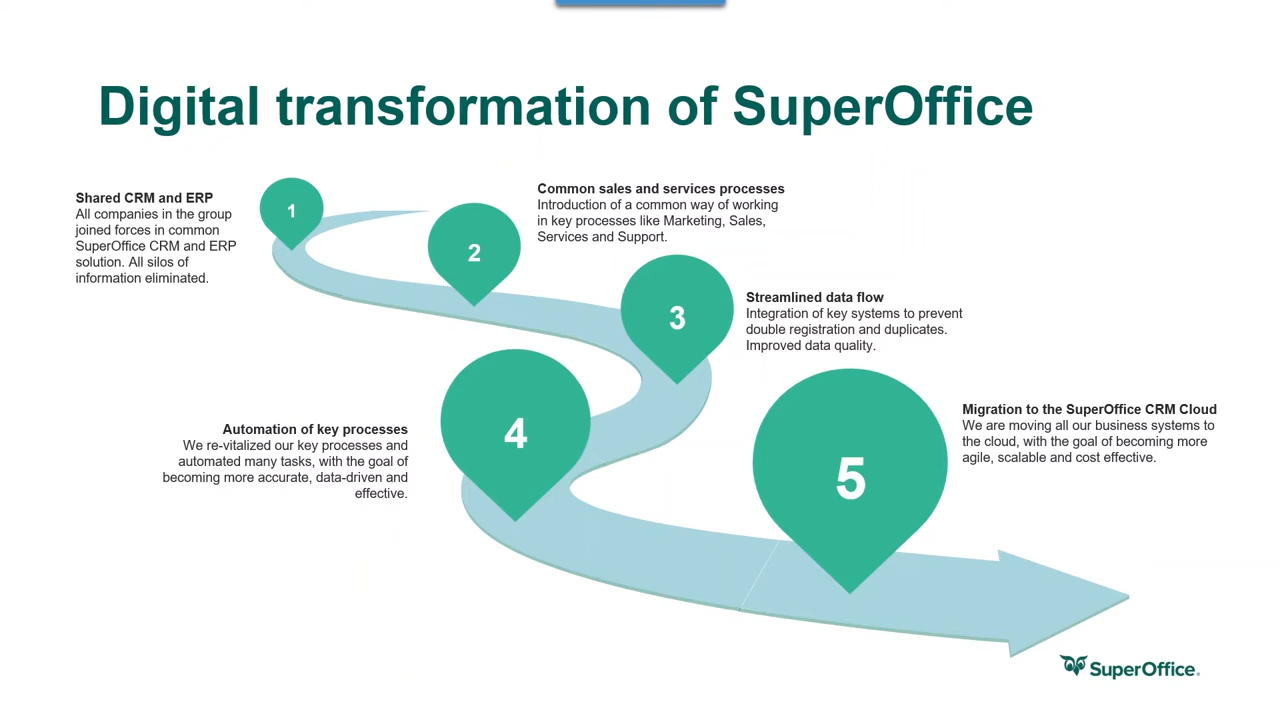 Digital transformation of SuperOffice
1
Shared CRM and ERP
All companies in the group
joined forces in common
SuperOffice CRM and ERP
solution. All silos of
information eliminated.
2
Common sales and services processes
Introduction of a common way of working
in key processes like Marketing, Sales,
Services and Support.
3
Streamlined data flow
Integration of key systems to prevent
double registration and duplicates.
Improved data quality.
4
Automation of key processes
We re-vitalized our key processes and
automated many tasks, with the goal of
becoming more accurate, data-driven and
effective.
5
Migration to the SuperOffice CRM Cloud
We are moving all our business systems to
the cloud, with the goal of becoming more
agile, scalable and cost effective.
SuperOffice.